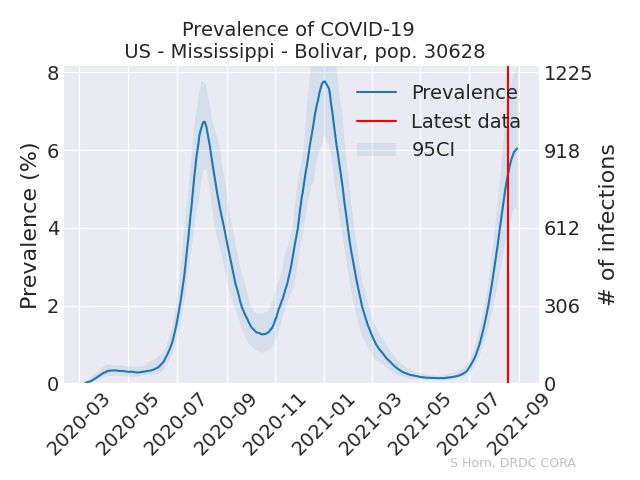 Prevalence of COVID-19
US - Mississippi - Bolivar, pop. 30628
Prevalence (%)
8
6
4
2
0
1225
918
612
306
0
# of infections
Prevalence
Latest data
95CI
2020-03
2020-05
2020-07
2020-09
2020-11
2021-01
2021-03
2021-05
2021-07
2021-09
S Horn, DRDC CORA